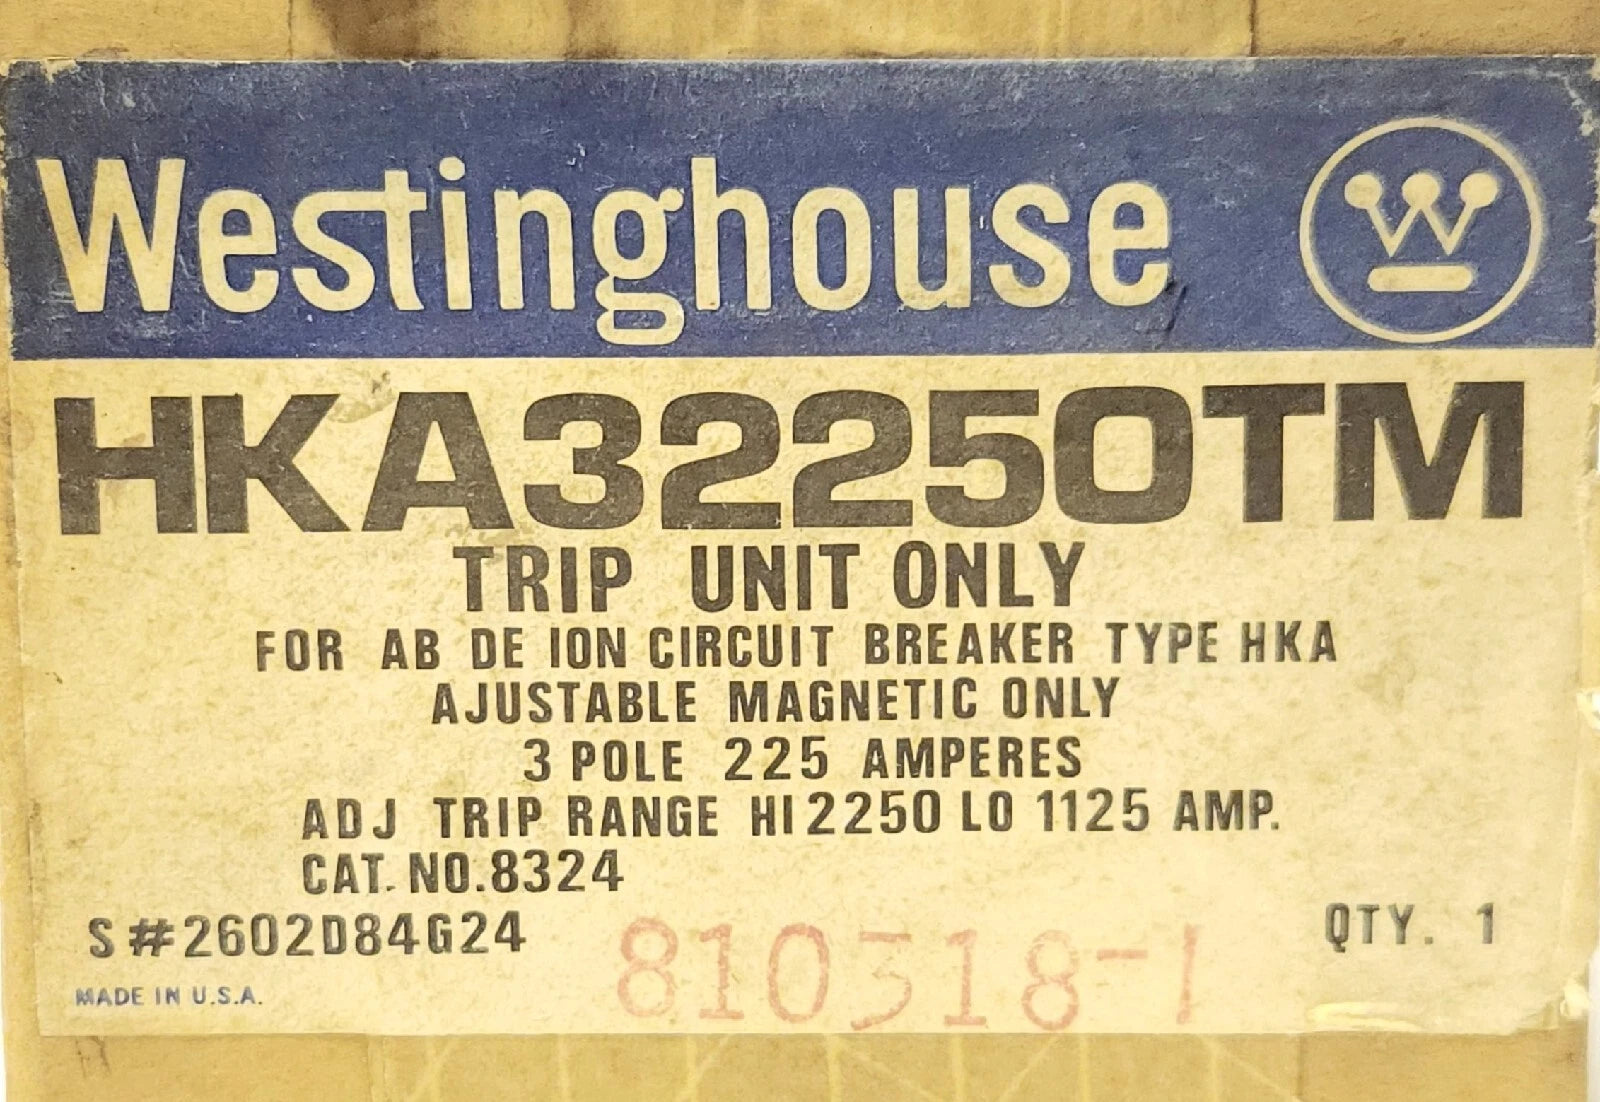 Westinghouse W
HKA32250TM
TRIP UNIT ONLY
FOR AB DE ION CIRCUIT BREAKER TYPE HKA
AJUSTABLE MAGNETIC ONLY
3 POLE 225 AMPERES
ADJ TRIP RANGE HI 2250 LO 1125 AMP.
CAT. NO. 8324
S#2602D84G24
810318-1
QTY. 1
MADE IN U.S.A.